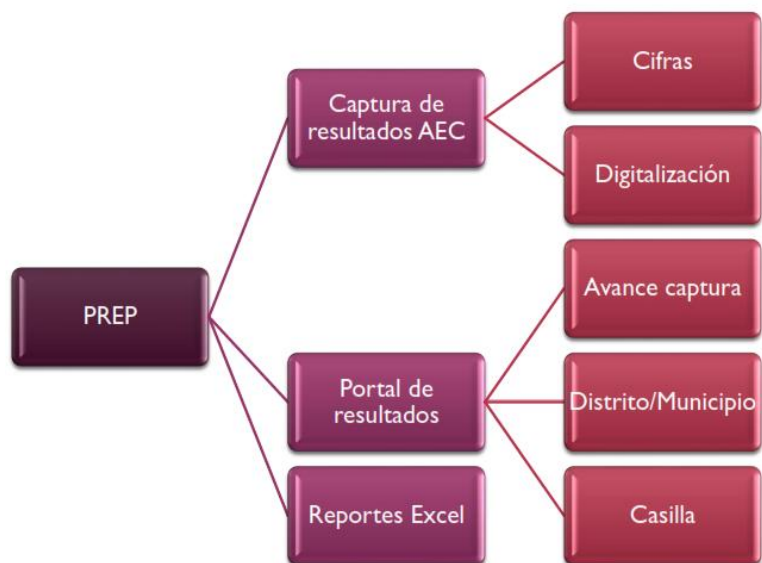 PREP
Captura de
resultados AEC
Cifras
Digitalización
Portal de
resultados
Avance captura
Distrito/Municipio
Casilla
Reportes Excel